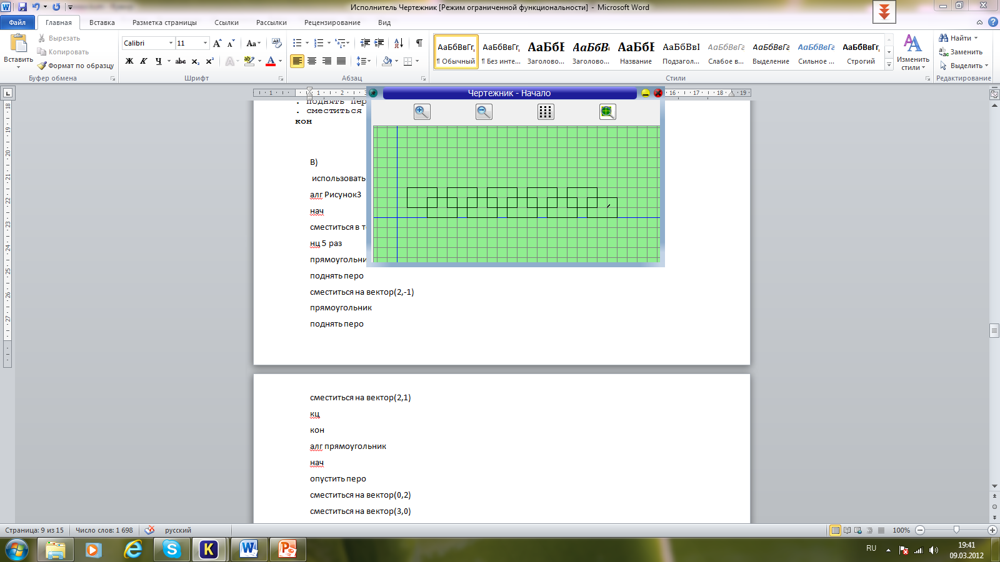 Исполнитель Чертежник [Режим ограниченной функциональности] - Microsoft Word
Файл Главная Вставка Разметка страницы Ссылки Рассылки Рецензирование Вид
Вставить
Вырезать
Копировать
Формат по образцу
Буфер обмена
Calibri 11
Ж К Ч abc x₂ x²
Шрифт
Абзац
АаБбВвГг, АаБбВвГг, АаБбВ АаБбВв АаБбВ АаБбВвІ АаБбВвГг АаБбВвГг АаБбВвГг АаБбВвГг,
¶ Обычный ¶ Без инте... Заголово... Заголово... Название Подзагол... Слабое в... Выделение Сильное ... Строгий
Стили
Изменить стили
Найти
Заменить
Выделить
Редактирование
Чертежник - Начало
. поднять пер
. сместиться
кон
В)
использовать
алг Рисунок3
нач
сместиться в т
нц 5 раз
прямоугольни
поднять перо
сместиться на вектор(2,-1)
прямоугольник
поднять перо
сместиться на вектор(2,1)
кц
кон
алг прямоугольник
нач
опустить перо
сместиться на вектор(0,2)
сместиться на вектор(3,0)
Страница: 9 из 15 Число слов: 1 698 русский 100%
RU 19:41
09.03.2012